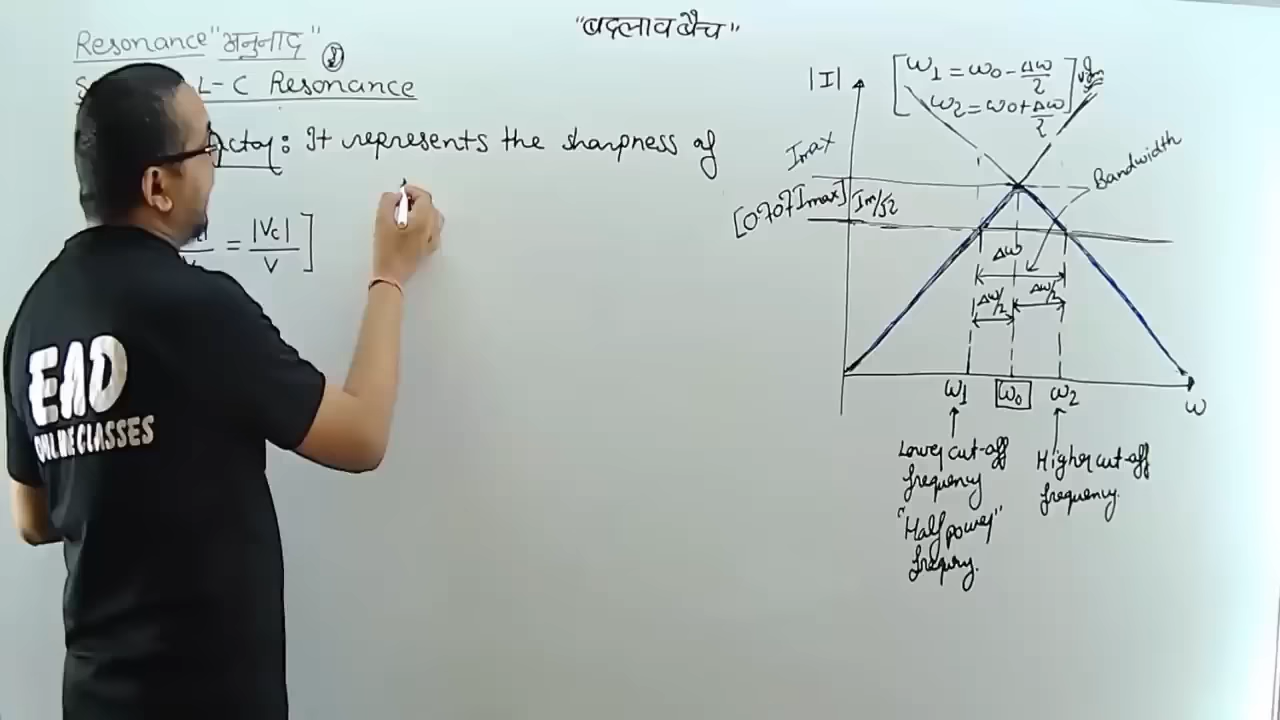 "बदलाव बैच"
Resonance "अनुनाद"
L-C Resonance
: It represents the sharpness of
= |Vc| / V ]
EAD
ONLINE CLASSES
|I|
[ ω1 = ω0 - Δω/2
ω2 = ω0 + Δω/2 ]
Imax
Bandwidth
[0.707 Imax] Im/√2
Δω
Δω/2 Δω/2
ω1 ω0 ω2 ω
Lower cut-off
frequency
"Half power"
Higher cut-off
frequency.